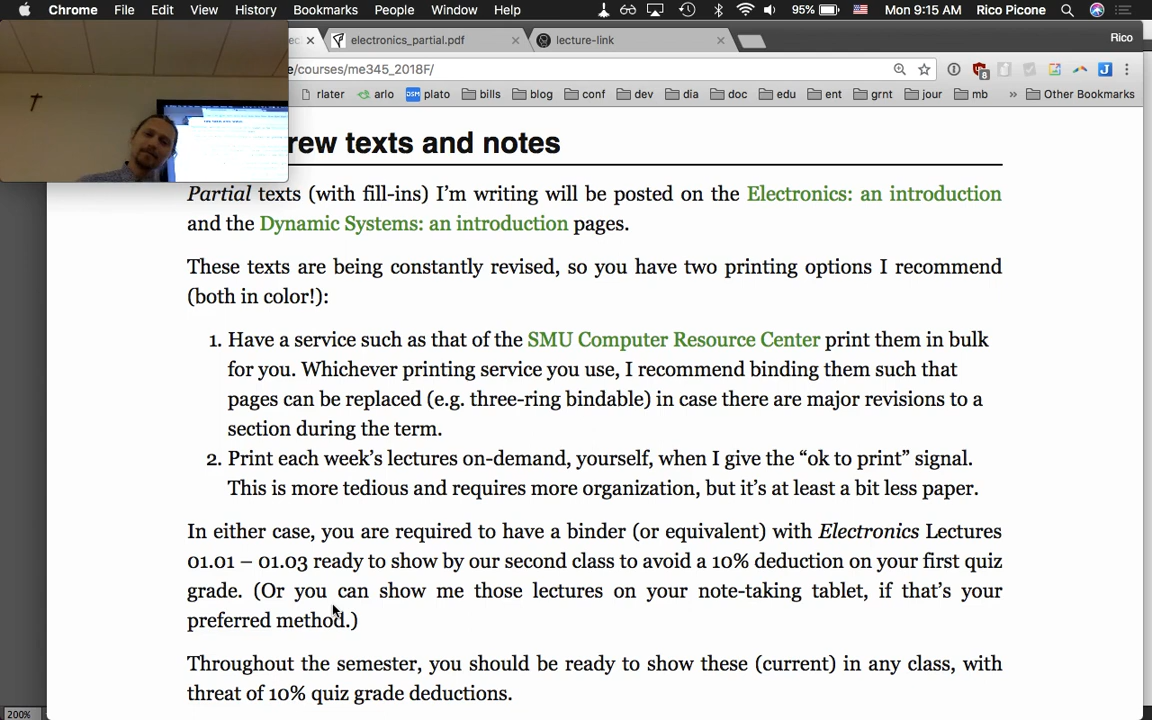 Chrome File Edit View History Bookmarks People Window Help 95% Mon 9:15 AM Rico Picone
electronics_partial.pdf × lecture-link ×
Rico
e/courses/me345_2018F/
8
rlater arlo plato bills blog conf dev dia doc edu ent grnt jour mb » Other Bookmarks
rew texts and notes
Partial texts (with fill-ins) I'm writing will be posted on the Electronics: an introduction
and the Dynamic Systems: an introduction pages.
These texts are being constantly revised, so you have two printing options I recommend
(both in color!):
1. Have a service such as that of the SMU Computer Resource Center print them in bulk
for you. Whichever printing service you use, I recommend binding them such that
pages can be replaced (e.g. three-ring bindable) in case there are major revisions to a
section during the term.
2. Print each week's lectures on-demand, yourself, when I give the “ok to print” signal.
This is more tedious and requires more organization, but it's at least a bit less paper.
In either case, you are required to have a binder (or equivalent) with Electronics Lectures
01.01 – 01.03 ready to show by our second class to avoid a 10% deduction on your first quiz
grade. (Or you can show me those lectures on your note-taking tablet, if that's your
preferred method.)
Throughout the semester, you should be ready to show these (current) in any class, with
threat of 10% quiz grade deductions.
200%